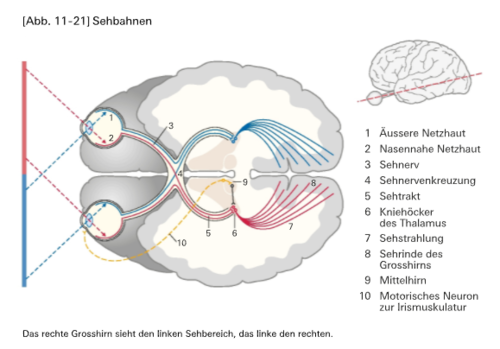 [Abb. 11-21] Sehbahnen
1
2
3
4
5
6
7
8
9
10
1 Äussere Netzhaut
2 Nasennahe Netzhaut
3 Sehnerv
4 Sehnervenkreuzung
5 Sehtrakt
6 Kniehöcker
des Thalamus
7 Sehstrahlung
8 Sehrinde des
Grosshirns
9 Mittelhirn
10 Motorisches Neuron
zur Irismuskulatur
Das rechte Grosshirn sieht den linken Sehbereich, das linke den rechten.